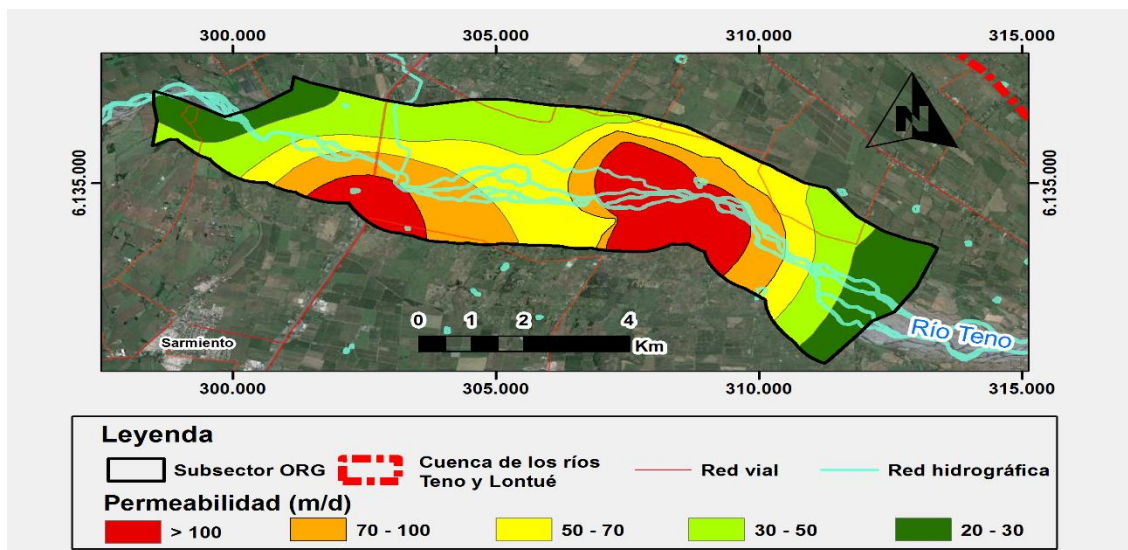 300.000 305.000 310.000 315.000
6.135.000 6.135.000
N
0 1 2 4
Km
Sarmiento
Río Teno
300.000 305.000 310.000 315.000
Leyenda
Subsector ORG
Cuenca de los ríos
Teno y Lontué
Red vial
Red hidrográfica
Permeabilidad (m/d)
> 100 70 - 100 50 - 70 30 - 50 20 - 30